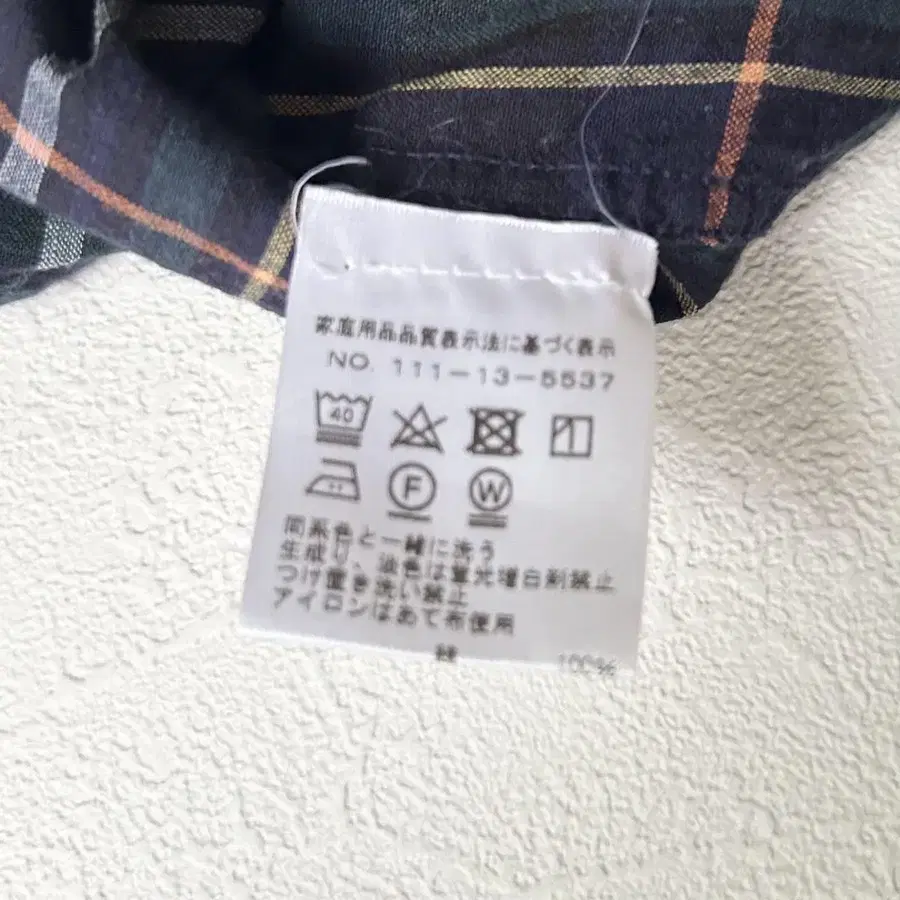 家庭用品品質表示法に基づく表示
NO. 111-13-5537
40
F W
同系色と一緒に洗う
生成り、淡色は蛍光増白剤禁止
つけ置き洗い禁止
アイロンはあて布使用
綿 100%